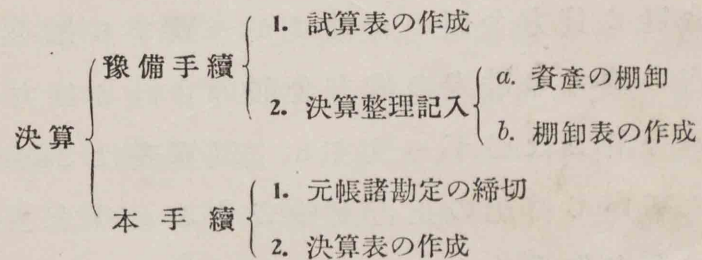 決算
豫備手續
1. 試算表の作成
2. 決算整理記入
a. 資産の棚卸
b. 棚卸表の作成
本手續
1. 元帳諸勘定の締切
2. 決算表の作成